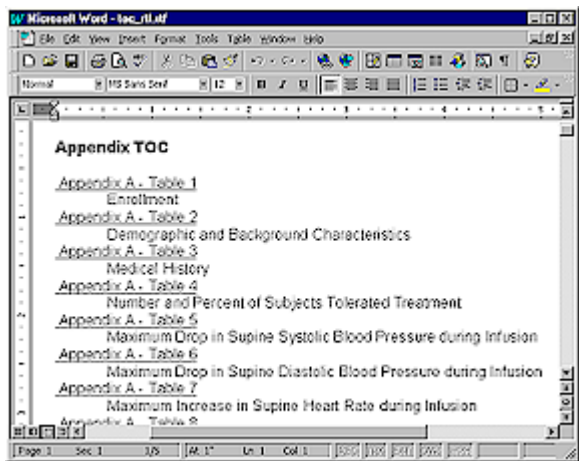 Microsoft Word - toc_rtf.rtf
File Edit View Insert Format Tools Table Window Help
Normal MS Sans Serif 12 B I U
Appendix TOC
Appendix A - Table 1
Enrollment
Appendix A - Table 2
Demographic and Background Characteristics
Appendix A - Table 3
Medical History
Appendix A - Table 4
Number and Percent of Subjects Tolerated Treatment
Appendix A - Table 5
Maximum Drop in Supine Systolic Blood Pressure during Infusion
Appendix A - Table 6
Maximum Drop in Supine Diastolic Blood Pressure during Infusion
Appendix A - Table 7
Maximum Increase in Supine Heart Rate during Infusion
Appendix A - Table 8
Page 1 Sec 1 1/5 At 1" Ln 1 Col 1